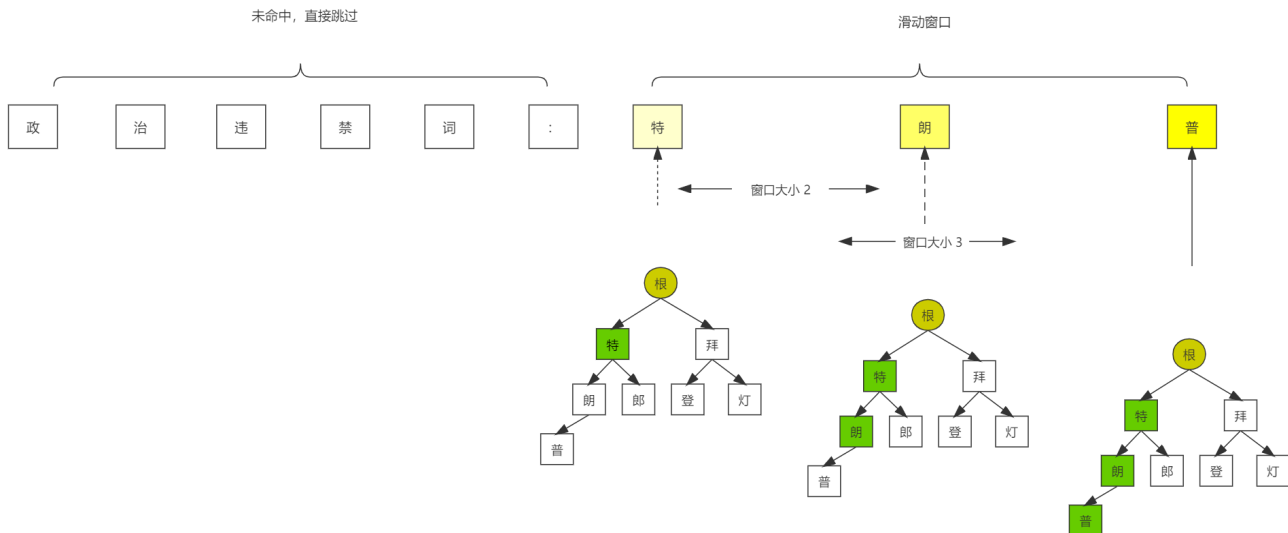 未命中，直接跳过
滑动窗口
政 治 违 禁 词 : 特 朗 普
窗口大小 2
窗口大小 3
根
特 拜
朗 郎 登 灯
普
根
特 拜
朗 郎 登 灯
普
根
特 拜
朗 郎 登 灯
普